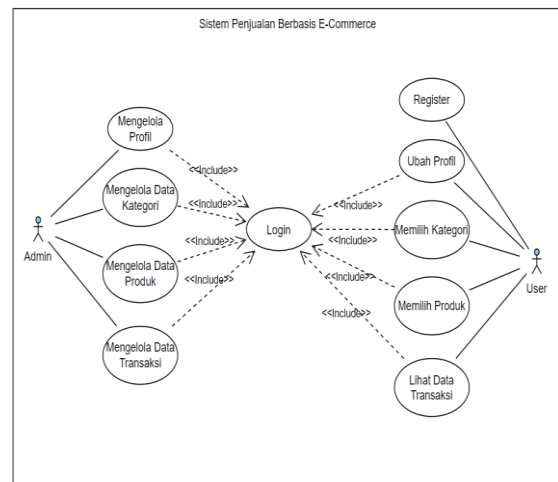 Sistem Penjualan Berbasis E-Commerce
Register
Mengelola
Profil
<<Include>>
Ubah Profil
Mengelola Data
Kategori
<<Include>>
<<Include>>
Login
Memilih Kategori
Admin
<<Include>>
<<Include>>
Mengelola Data
Produk
User
<<Include>>
<<Include>>
Memilih Produk
<<Include>>
Mengelola Data
Transaksi
Lihat Data
Transaksi